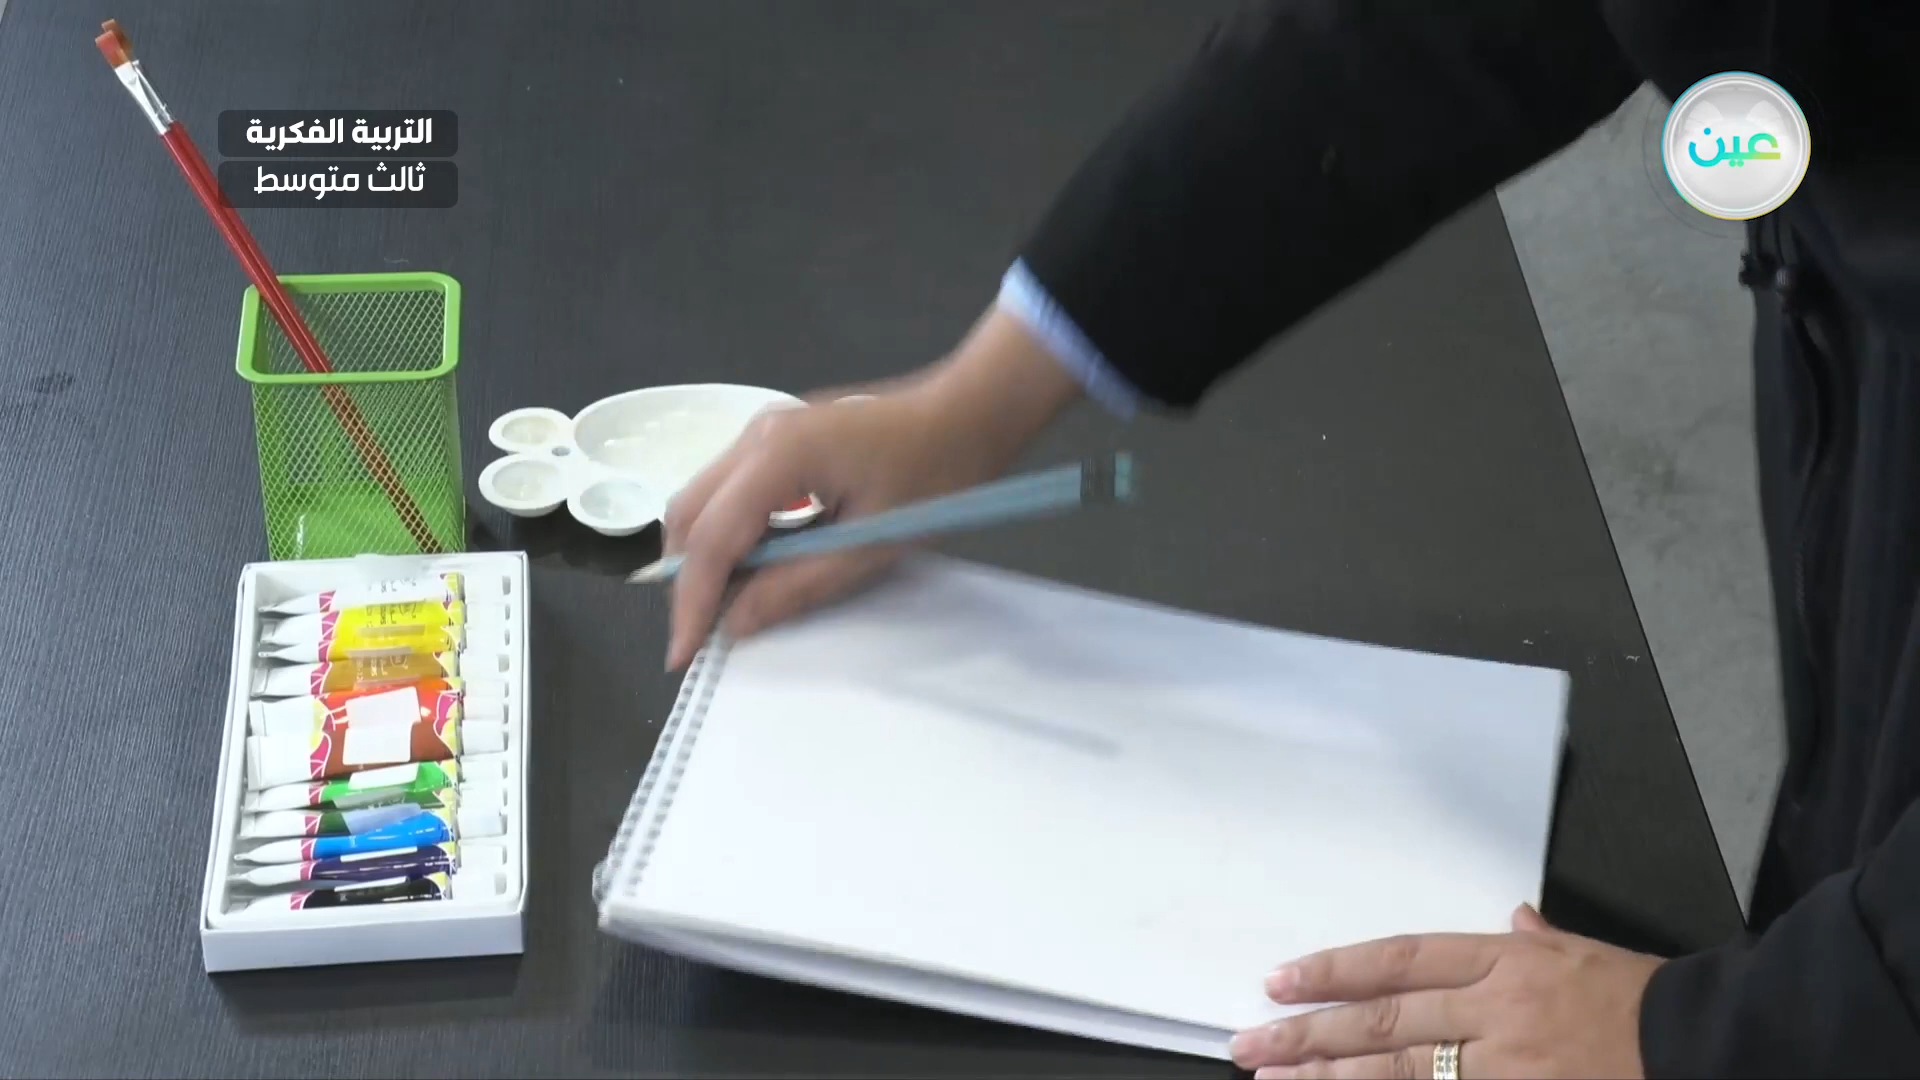 التربية الفكرية
ثالث متوسط
عين